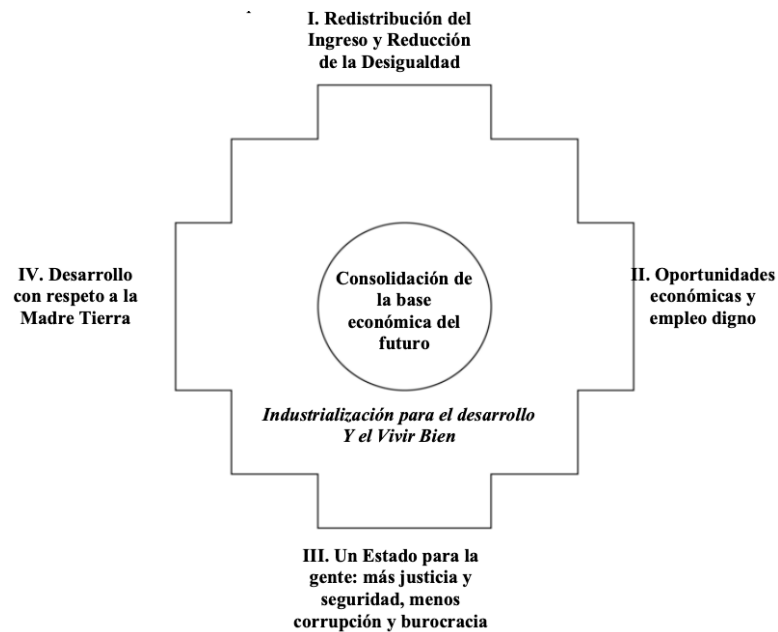 I. Redistribución del
Ingreso y Reducción
de la Desigualdad
IV. Desarrollo
con respeto a la
Madre Tierra
Consolidación de
la base
económica del
futuro
II. Oportunidades
económicas y
empleo digno
Industrialización para el desarrollo
Y el Vivir Bien
III. Un Estado para la
gente: más justicia y
seguridad, menos
corrupción y burocracia